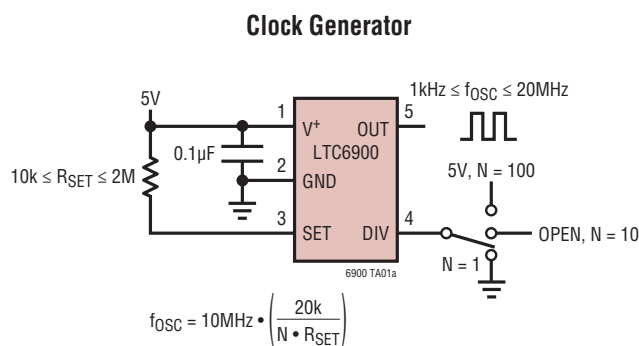 Clock Generator
5V
1kHz ≤ fOSC ≤ 20MHz
1
V+
OUT
5
0.1µF
LTC6900
5V, N = 100
10k ≤ RSET ≤ 2M
2
GND
3
SET
DIV
4
OPEN, N = 10
N = 1
6900 TA01a
fOSC = 10MHz • (20k / N • RSET)